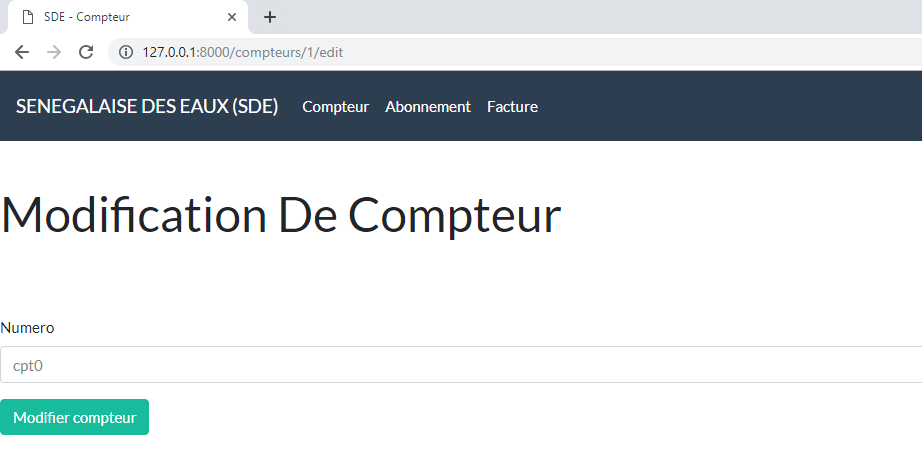 SDE - Compteur
127.0.0.1:8000/compteurs/1/edit
SENEGALAISE DES EAUX (SDE) Compteur Abonnement Facture
Modification De Compteur
Numero
cpt0
Modifier compteur